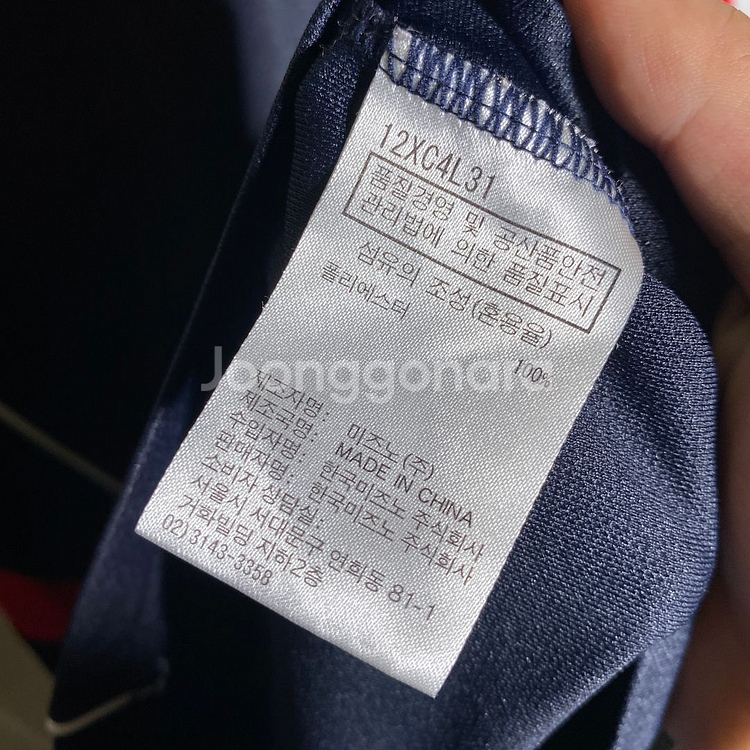 12XC4L31
품질경영 및 공산품안전
관리법에 의한 품질표시
섬유의 조성(혼용율)
폴리에스터 100%
제조자명: 미즈노(주)
제조국명: MADE IN CHINA
수입자명: 한국미즈노 주식회사
판매자명: 한국미즈노 주식회사
소비자 상담실:
서울시 서대문구 연희동 81-1
거화빌딩 지하2층
02)3143-3358
Joonggonara